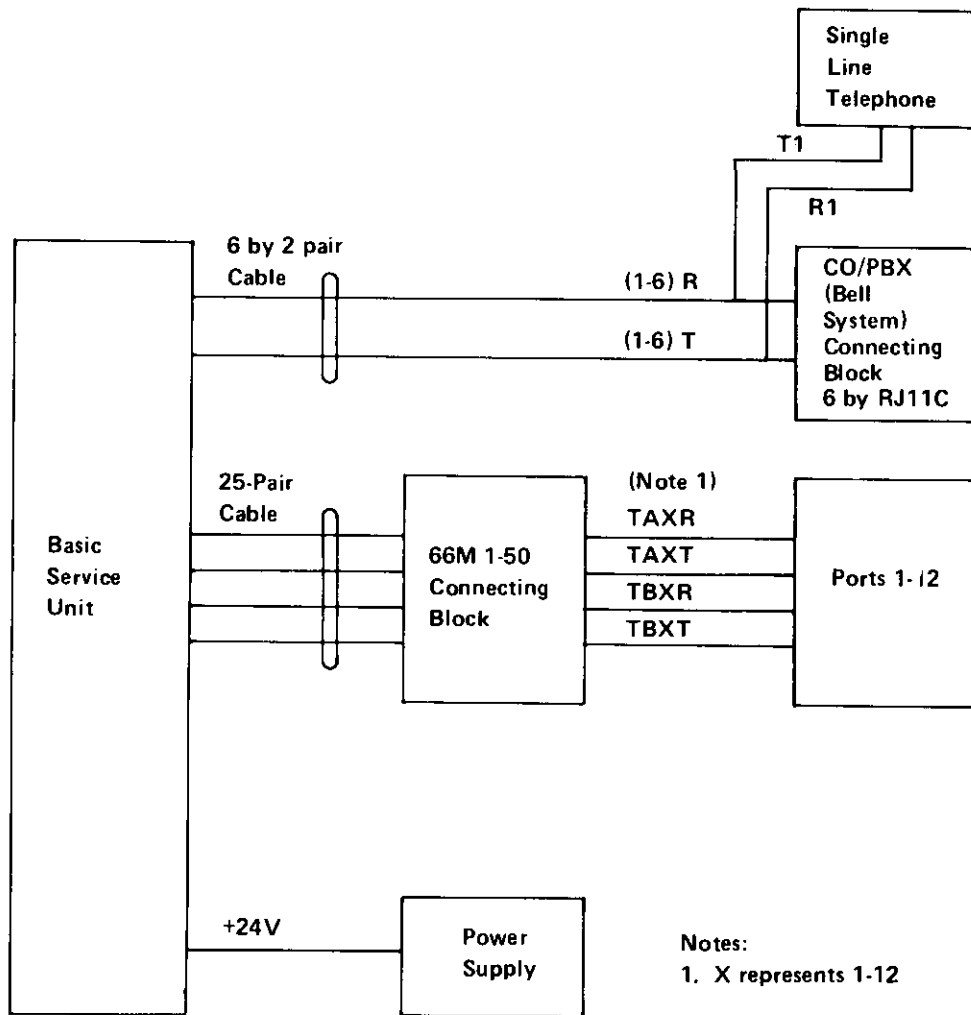 Single
Line
Telephone
T1
R1
6 by 2 pair
Cable
(1-6) R
(1-6) T
CO/PBX
(Bell
System)
Connecting
Block
6 by RJ11C
25-Pair
Cable
(Note 1)
TAXR
TAXT
TBXR
TBXT
66M 1-50
Connecting
Block
Ports 1-12
Basic
Service
Unit
+24V
Power
Supply
Notes:
1. X represents 1-12